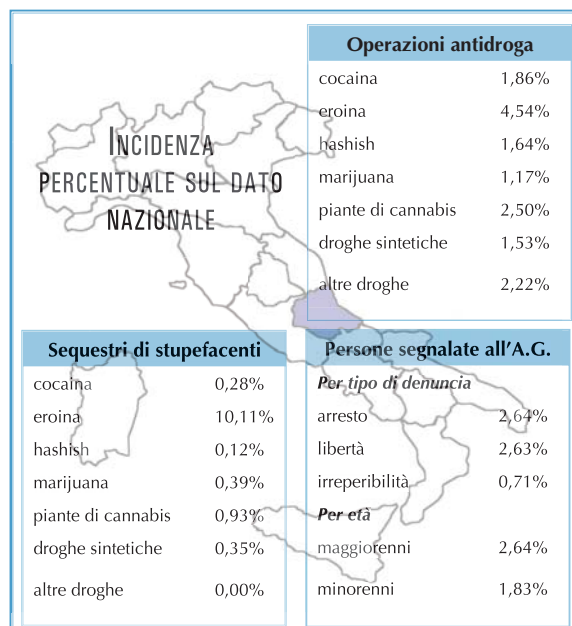 INCIDENZA
PERCENTUALE SUL DATO
NAZIONALE
Operazioni antidroga
cocaina 1,86%
eroina 4,54%
hashish 1,64%
marijuana 1,17%
piante di cannabis 2,50%
droghe sintetiche 1,53%
altre droghe 2,22%
Sequestri di stupefacenti
cocaina 0,28%
eroina 10,11%
hashish 0,12%
marijuana 0,39%
piante di cannabis 0,93%
droghe sintetiche 0,35%
altre droghe 0,00%
Persone segnalate all'A.G.
Per tipo di denuncia
arresto 2,64%
libertà 2,63%
irreperibilità 0,71%
Per età
maggiorenni 2,64%
minorenni 1,83%